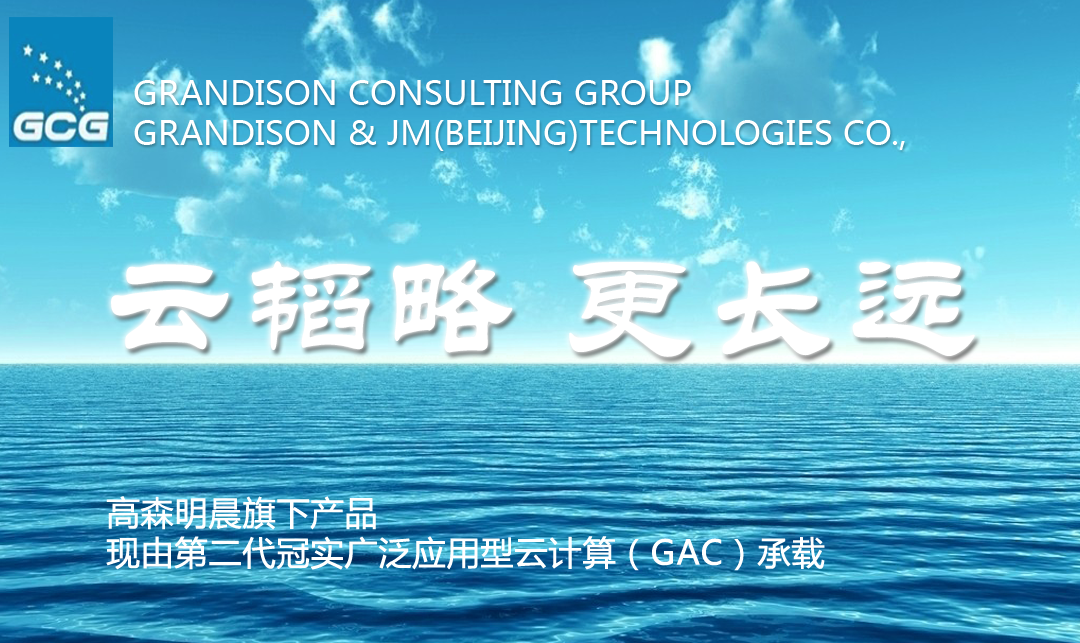 GCG
GRANDISON CONSULTING GROUP
GRANDISON & JM(BEIJING)TECHNOLOGIES CO.,
云韬略 更长远
高森明晨旗下产品
现由第二代冠实广泛应用型云计算（GAC）承载